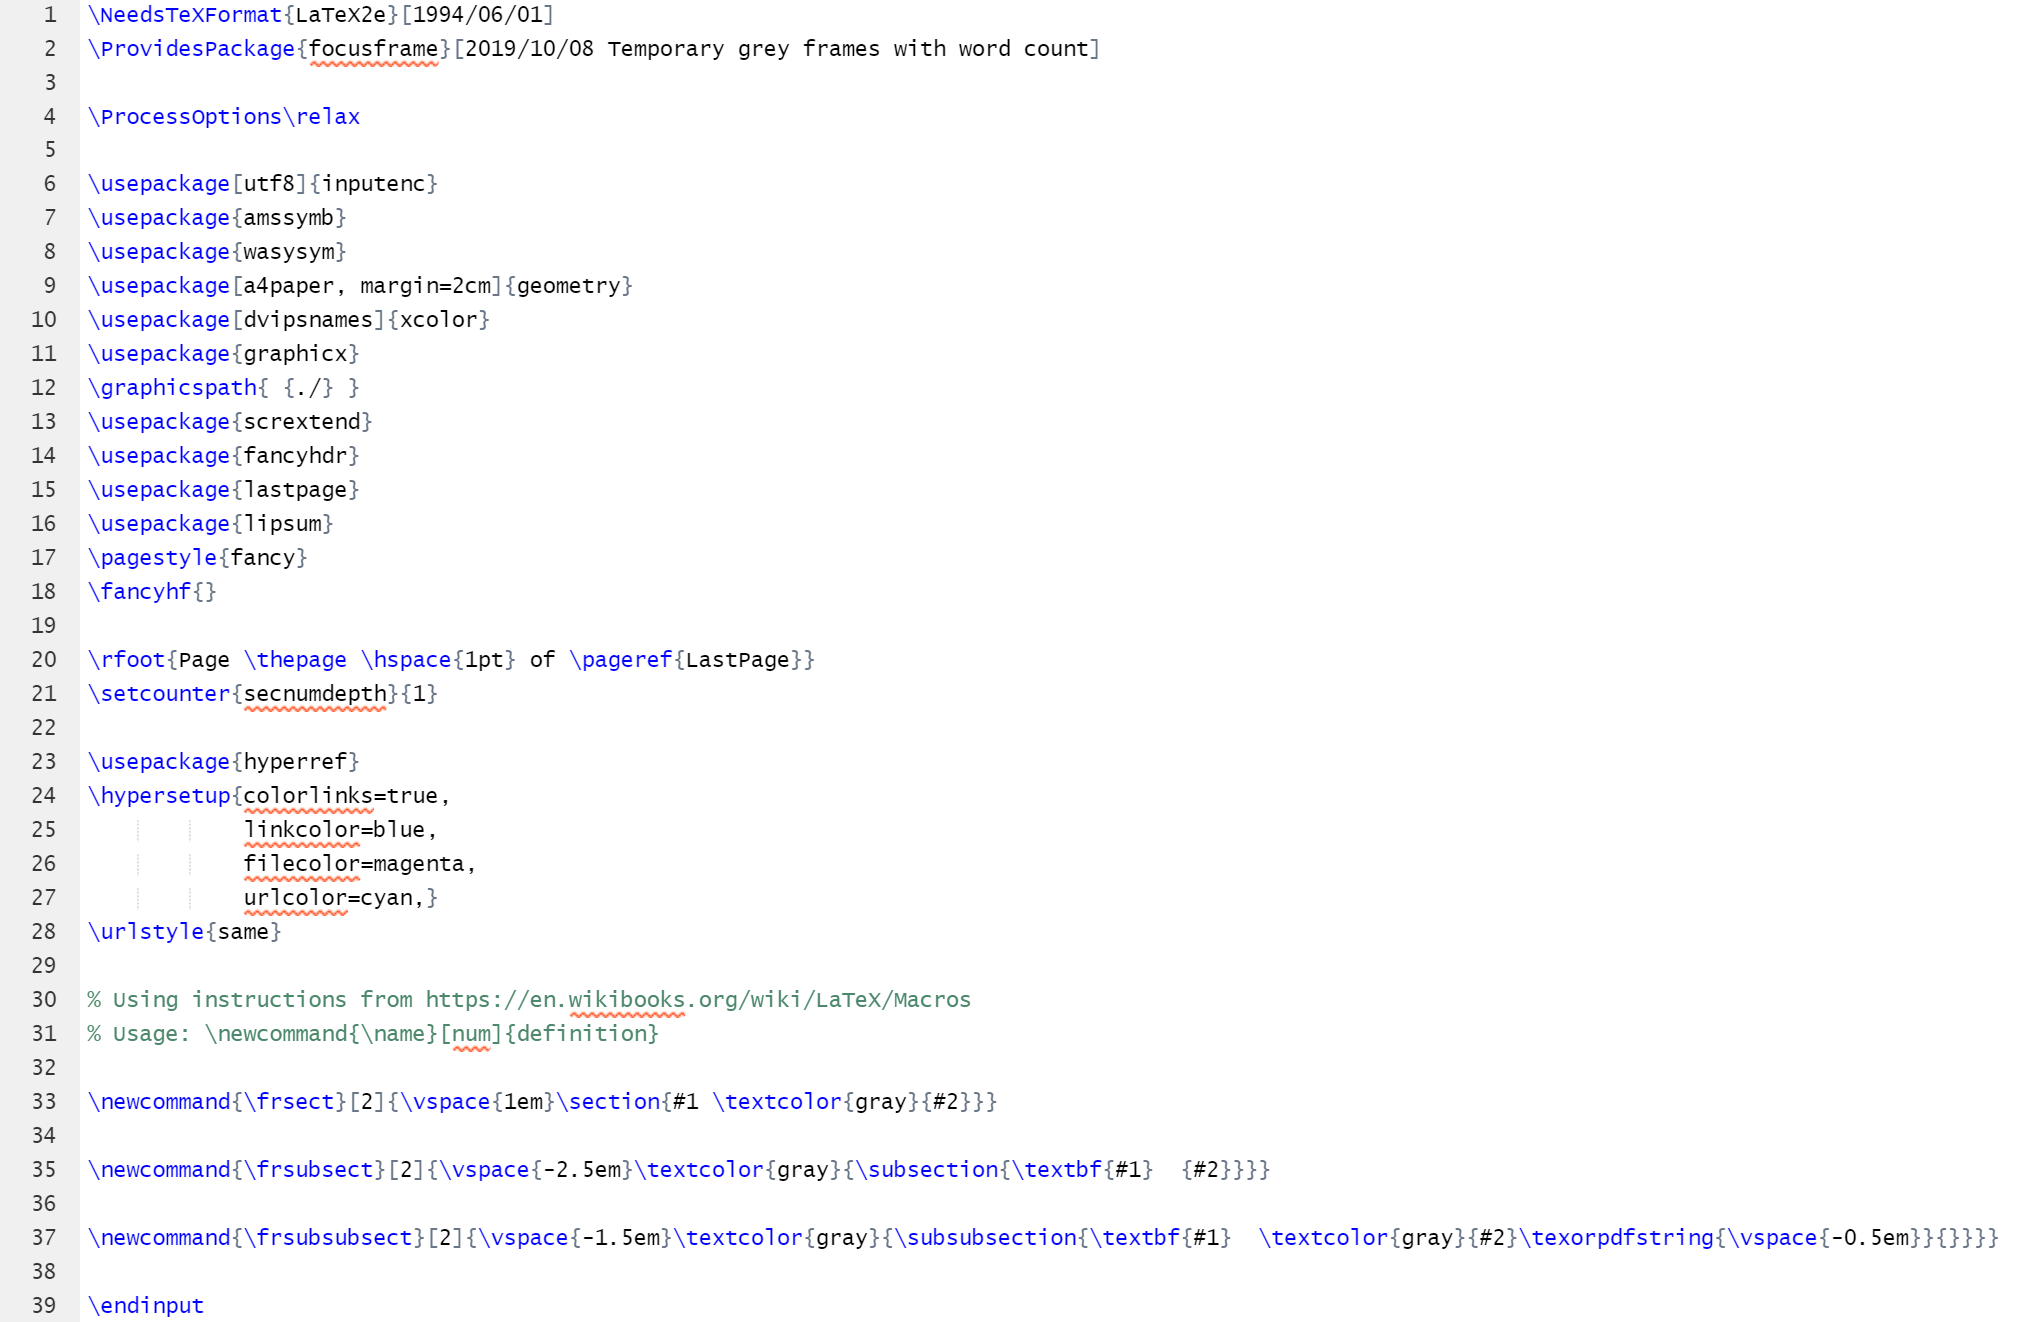 1 \NeedsTeXFormat{LaTeX2e}[1994/06/01]
2 \ProvidesPackage{focusframe}[2019/10/08 Temporary grey frames with word count]
3
4 \ProcessOptions\relax
5
6 \usepackage[utf8]{inputenc}
7 \usepackage{amssymb}
8 \usepackage{wasysym}
9 \usepackage[a4paper, margin=2cm]{geometry}
10 \usepackage[dvipsnames]{xcolor}
11 \usepackage{graphicx}
12 \graphicspath{ {./} }
13 \usepackage{scrextend}
14 \usepackage{fancyhdr}
15 \usepackage{lastpage}
16 \usepackage{lipsum}
17 \pagestyle{fancy}
18 \fancyhf{}
19
20 \rfoot{Page \thepage \hspace{1pt} of \pageref{LastPage}}
21 \setcounter{secnumdepth}{1}
22
23 \usepackage{hyperref}
24 \hypersetup{colorlinks=true,
25             linkcolor=blue,
26             filecolor=magenta,
27             urlcolor=cyan,}
28 \urlstyle{same}
29
30 % Using instructions from https://en.wikibooks.org/wiki/LaTeX/Macros
31 % Usage: \newcommand{\name}[num]{definition}
32
33 \newcommand{\frsect}[2]{\vspace{1em}\section{#1 \textcolor{gray}{#2}}}
34
35 \newcommand{\frsubsect}[2]{\vspace{-2.5em}\textcolor{gray}{\subsection{\textbf{#1}  {#2}}}}
36
37 \newcommand{\frsubsubsect}[2]{\vspace{-1.5em}\textcolor{gray}{\subsubsection{\textbf{#1}  \textcolor{gray}{#2}\texorpdfstring{\vspace{-0.5em}}{}}}}
38
39 \endinput